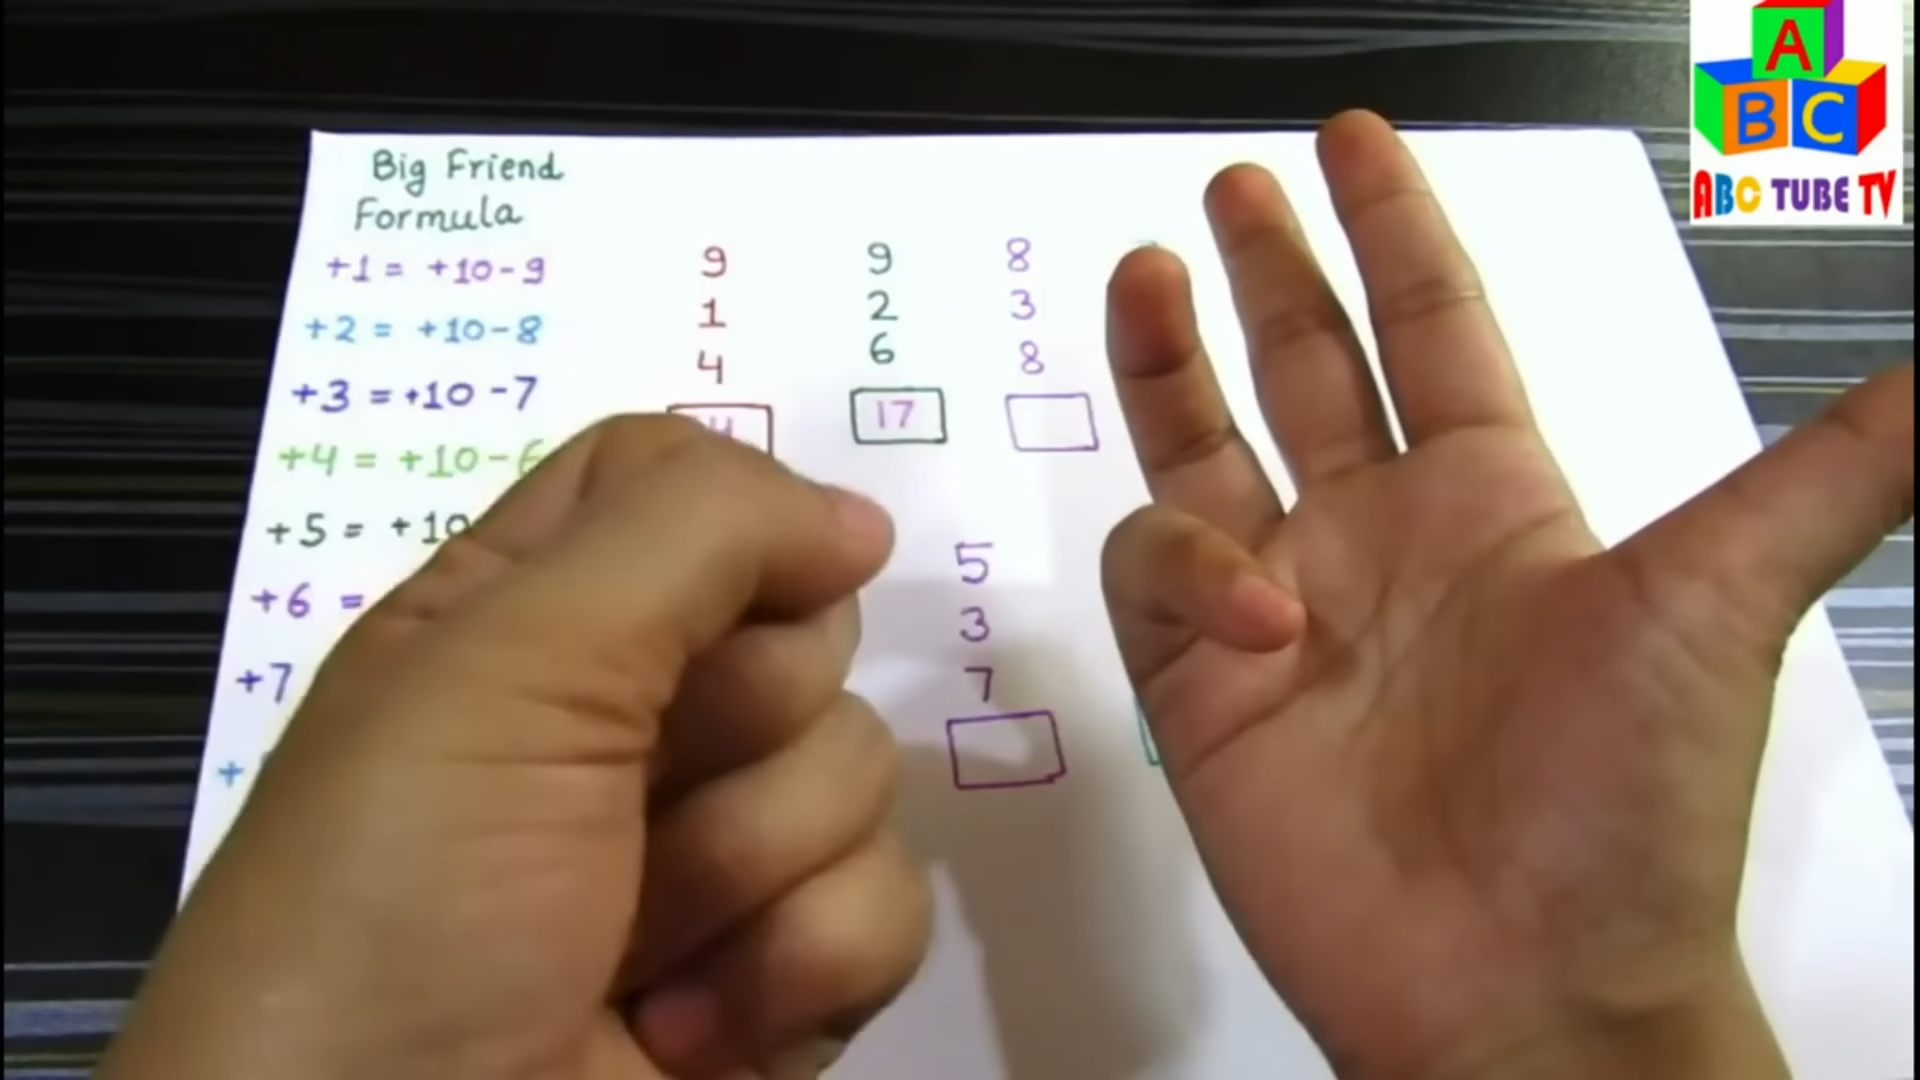 A
B C
ABC TUBE TV
Big Friend
Formula
+1 = +10-9
+2 = +10-8
+3 = +10-7
+4 = +10-6
+5 = +10
+6 =
+7
+
9
1
4
4
9
2
6
17
8
3
8
5
3
7